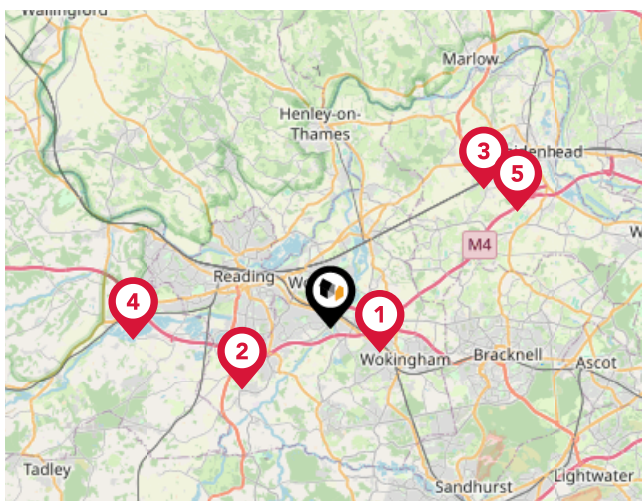 Wallingford
Marlow
Henley-on-
Thames
3
idenhead
5
M4
Reading
Wo
4
1
2
Wokingham
Bracknell
Ascot
Tadley
Sandhurst
Lightwater